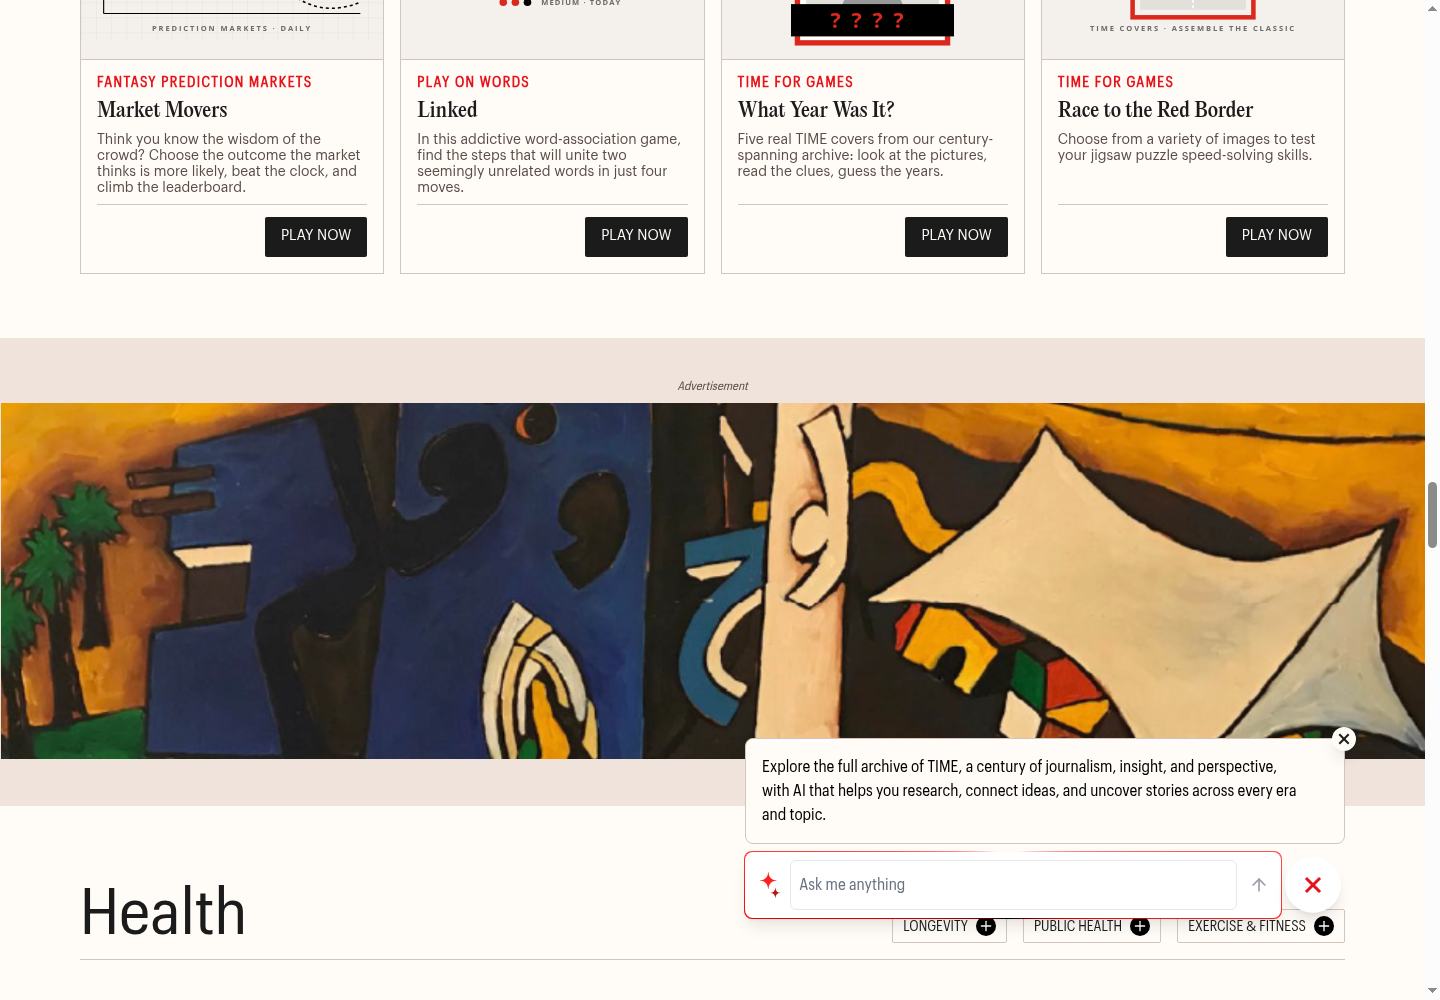 PREDICTION MARKETS · DAILY
MEDIUM · TODAY
? ? ? ?
TIME COVERS · ASSEMBLE THE CLASSIC
FANTASY PREDICTION MARKETS
Market Movers
Think you know the wisdom of the
crowd? Choose the outcome the market
thinks is more likely, beat the clock, and
climb the leaderboard.
PLAY NOW
PLAY ON WORDS
Linked
In this addictive word-association game,
find the steps that will unite two
seemingly unrelated words in just four
moves.
PLAY NOW
TIME FOR GAMES
What Year Was It?
Five real TIME covers from our century-
spanning archive: look at the pictures,
read the clues, guess the years.
PLAY NOW
TIME FOR GAMES
Race to the Red Border
Choose from a variety of images to test
your jigsaw puzzle speed-solving skills.
PLAY NOW
Advertisement
Explore the full archive of TIME, a century of journalism, insight, and perspective,
with AI that helps you research, connect ideas, and uncover stories across every era
and topic.
Ask me anything
Health
LONGEVITY
PUBLIC HEALTH
EXERCISE & FITNESS